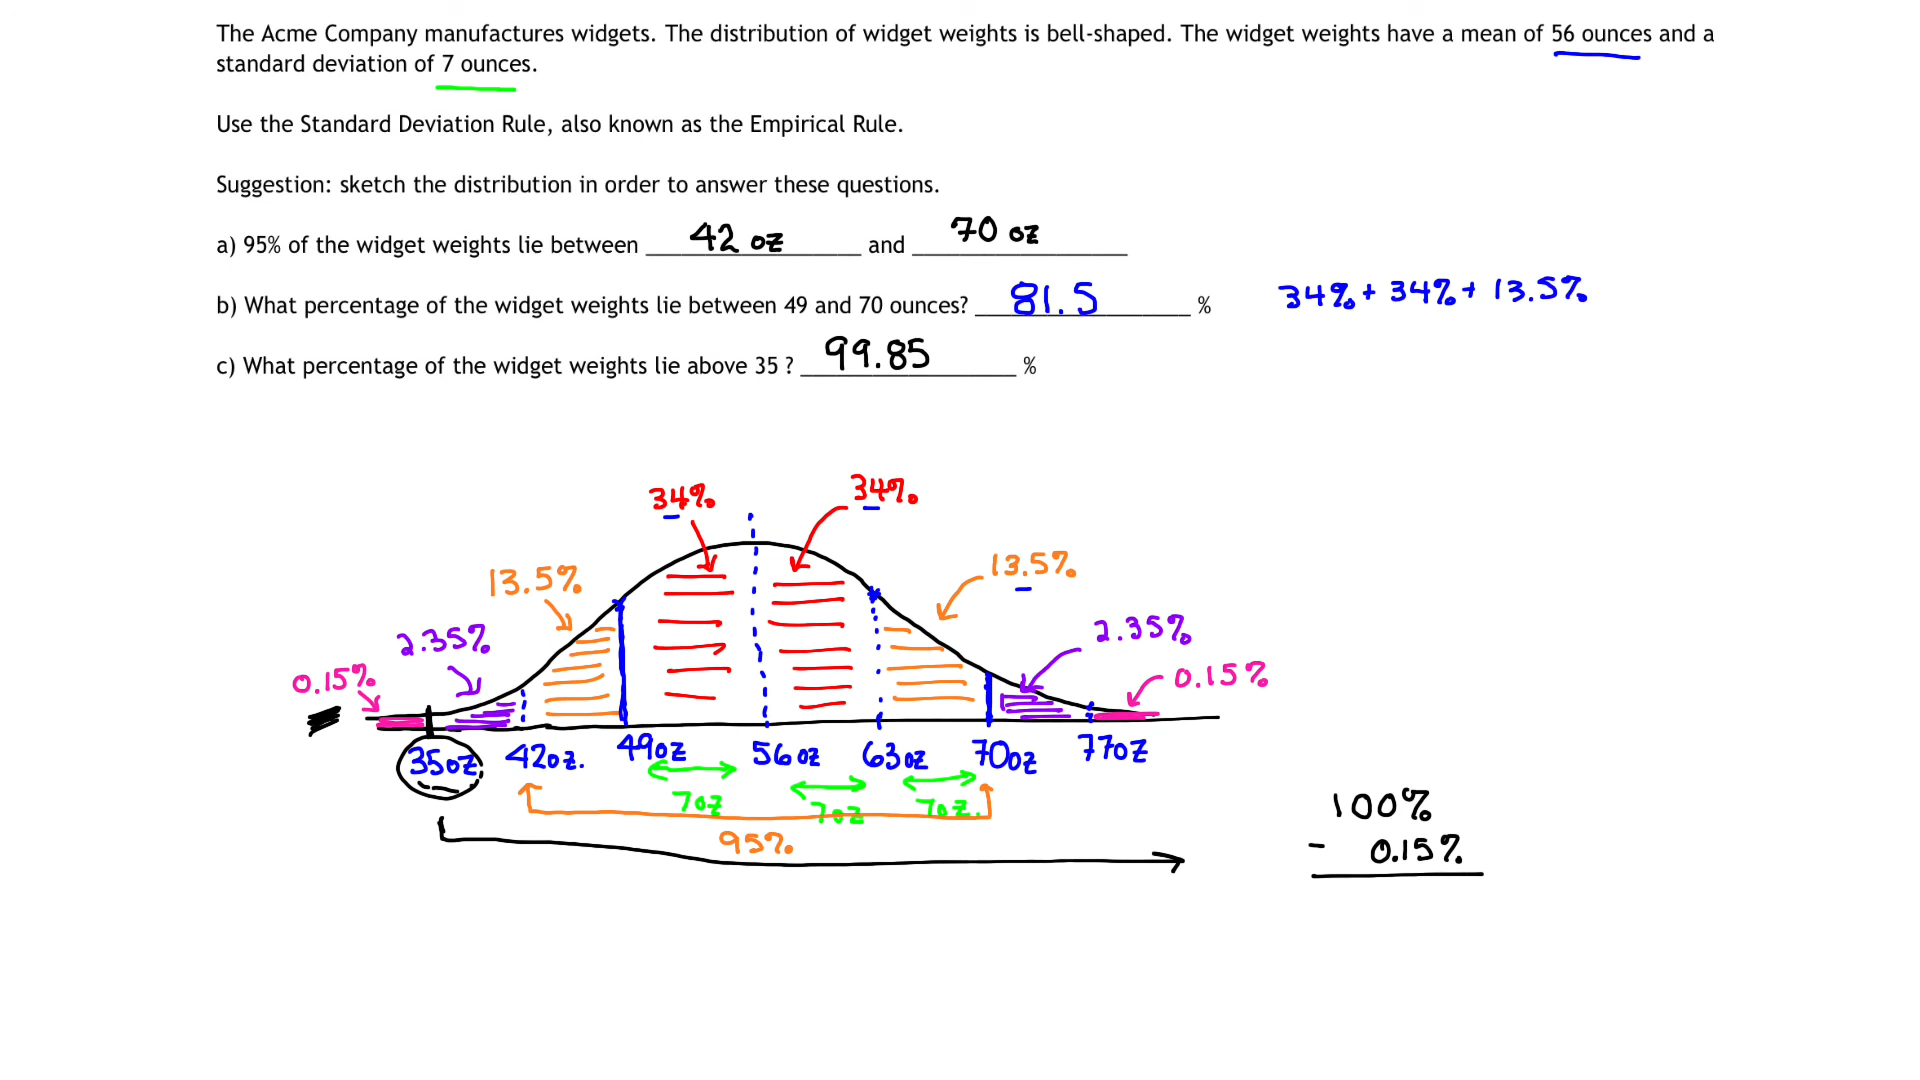 The Acme Company manufactures widgets. The distribution of widget weights is bell-shaped. The widget weights have a mean of 56 ounces and a
standard deviation of 7 ounces.
Use the Standard Deviation Rule, also known as the Empirical Rule.
Suggestion: sketch the distribution in order to answer these questions.
a) 95% of the widget weights lie between 42 oz and 70 oz
b) What percentage of the widget weights lie between 49 and 70 ounces? 81.5 % 34% + 34% + 13.5%
c) What percentage of the widget weights lie above 35 ? 99.85 %
34% 34%
13.5% 13.5%
2.35% 2.35%
0.15% 0.15%
35oz 42oz. 49oz 56oz 63oz 70oz 77oz
7oz 7oz 7oz.
95%
100%
- 0.15%